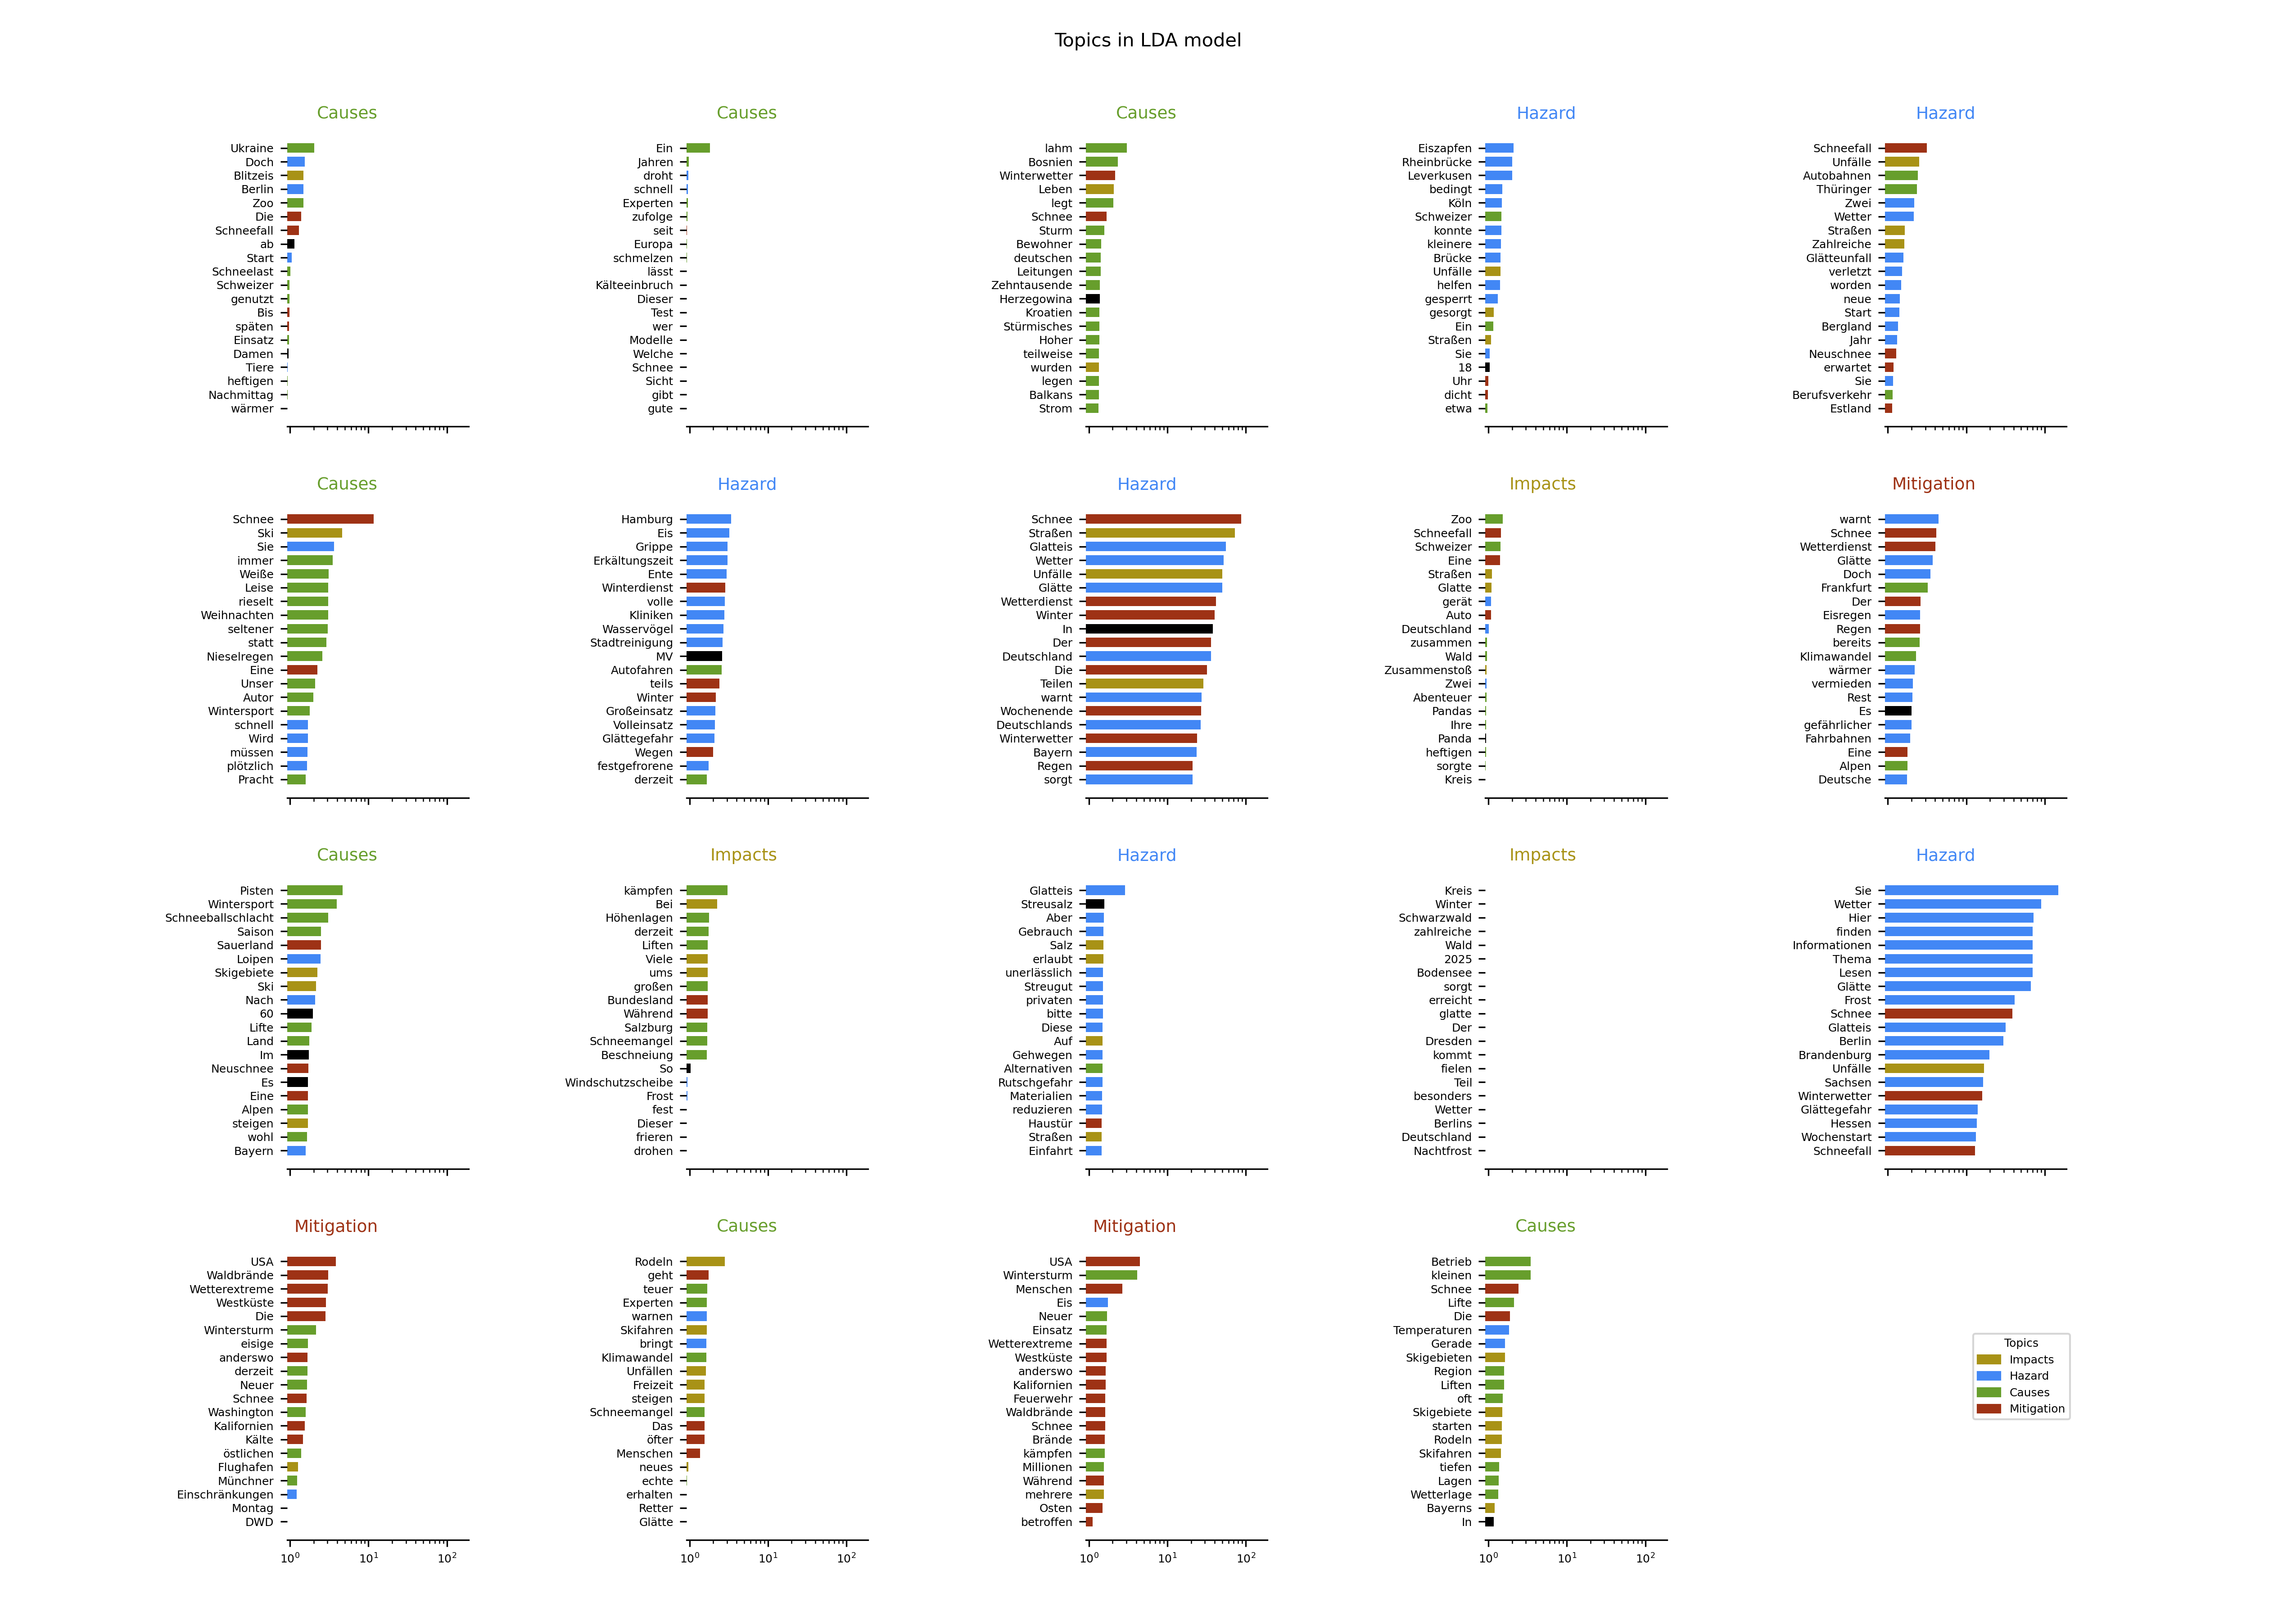 Topics in LDA model
Causes
Ukraine
Doch
Blitzeis
Berlin
Zoo
Die
Schneefall
ab
Start
Schneelast
Schweizer
genutzt
Bis
späten
Einsatz
Damen
Tiere
heftigen
Nachmittag
wärmer
Causes
Ein
Jahren
droht
schnell
Experten
zufolge
seit
Europa
schmelzen
lässt
Kälteeinbruch
Dieser
Test
wer
Modelle
Welche
Schnee
Sicht
gibt
gute
Causes
lahm
Bosnien
Winterwetter
Leben
legt
Schnee
Sturm
Bewohner
deutschen
Leitungen
Zehntausende
Herzegowina
Kroatien
Stürmisches
Hoher
teilweise
wurden
legen
Balkans
Strom
Hazard
Eiszapfen
Rheinbrücke
Leverkusen
bedingt
Köln
Schweizer
konnte
kleinere
Brücke
Unfälle
helfen
gesperrt
gesorgt
Ein
Straßen
Sie
18
Uhr
dicht
etwa
Hazard
Schneefall
Unfälle
Autobahnen
Thüringer
Zwei
Wetter
Straßen
Zahlreiche
Glätteunfall
verletzt
worden
neue
Start
Bergland
Jahr
Neuschnee
erwartet
Sie
Berufsverkehr
Estland
Causes
Schnee
Ski
Sie
immer
Weiße
Leise
rieselt
Weihnachten
seltener
statt
Nieselregen
Eine
Unser
Autor
Wintersport
schnell
Wird
müssen
plötzlich
Pracht
Hazard
Hamburg
Eis
Grippe
Erkältungszeit
Ente
Winterdienst
volle
Kliniken
Wasservögel
Stadtreinigung
MV
Autofahren
teils
Winter
Großeinsatz
Volleinsatz
Glättegefahr
Wegen
festgefrorene
derzeit
Hazard
Schnee
Straßen
Glatteis
Wetter
Unfälle
Glätte
Wetterdienst
Winter
In
Der
Deutschland
Die
Teilen
warnt
Wochenende
Deutschlands
Winterwetter
Bayern
Regen
sorgt
Impacts
Zoo
Schneefall
Schweizer
Eine
Straßen
Glatte
gerät
Auto
Deutschland
zusammen
Wald
Zusammenstoß
Zwei
Abenteuer
Pandas
Ihre
Panda
heftigen
sorgte
Kreis
Mitigation
warnt
Schnee
Wetterdienst
Glätte
Doch
Frankfurt
Der
Eisregen
Regen
bereits
Klimawandel
wärmer
vermieden
Rest
Es
gefährlicher
Fahrbahnen
Eine
Alpen
Deutsche
Causes
Pisten
Wintersport
Schneeballschlacht
Saison
Sauerland
Loipen
Skigebiete
Ski
Nach
60
Lifte
Land
Im
Neuschnee
Es
Eine
Alpen
steigen
wohl
Bayern
Impacts
kämpfen
Bei
Höhenlagen
derzeit
Liften
Viele
ums
großen
Bundesland
Während
Salzburg
Schneemangel
Beschneiung
So
Windschutzscheibe
Frost
fest
Dieser
frieren
drohen
Hazard
Glatteis
Streusalz
Aber
Gebrauch
Salz
erlaubt
unerlässlich
Streugut
privaten
bitte
Diese
Auf
Gehwegen
Alternativen
Rutschgefahr
Materialien
reduzieren
Haustür
Straßen
Einfahrt
Impacts
Kreis
Winter
Schwarzwald
zahlreiche
Wald
2025
Bodensee
sorgt
erreicht
glatte
Der
Dresden
kommt
fielen
Teil
besonders
Wetter
Berlins
Deutschland
Nachtfrost
Hazard
Sie
Wetter
Hier
finden
Informationen
Thema
Lesen
Glätte
Frost
Schnee
Glatteis
Berlin
Brandenburg
Unfälle
Sachsen
Winterwetter
Glättegefahr
Hessen
Wochenstart
Schneefall
Mitigation
USA
Waldbrände
Wetterextreme
Westküste
Die
Wintersturm
eisige
anderswo
derzeit
Neuer
Schnee
Washington
Kalifornien
Kälte
östlichen
Flughafen
Münchner
Einschränkungen
Montag
DWD
10⁰ 10¹ 10²
Causes
Rodeln
geht
teuer
Experten
warnen
Skifahren
bringt
Klimawandel
Unfällen
Freizeit
steigen
Schneemangel
Das
öfter
Menschen
neues
echte
erhalten
Retter
Glätte
10⁰ 10¹ 10²
Mitigation
USA
Wintersturm
Menschen
Eis
Neuer
Einsatz
Wetterextreme
Westküste
anderswo
Kalifornien
Feuerwehr
Waldbrände
Schnee
Brände
kämpfen
Millionen
Während
mehrere
Osten
betroffen
10⁰ 10¹ 10²
Causes
Betrieb
kleinen
Schnee
Lifte
Die
Temperaturen
Gerade
Skigebieten
Region
Liften
oft
Skigebiete
starten
Rodeln
Skifahren
tiefen
Lagen
Wetterlage
Bayerns
In
10⁰ 10¹ 10²
Topics
Impacts
Hazard
Causes
Mitigation